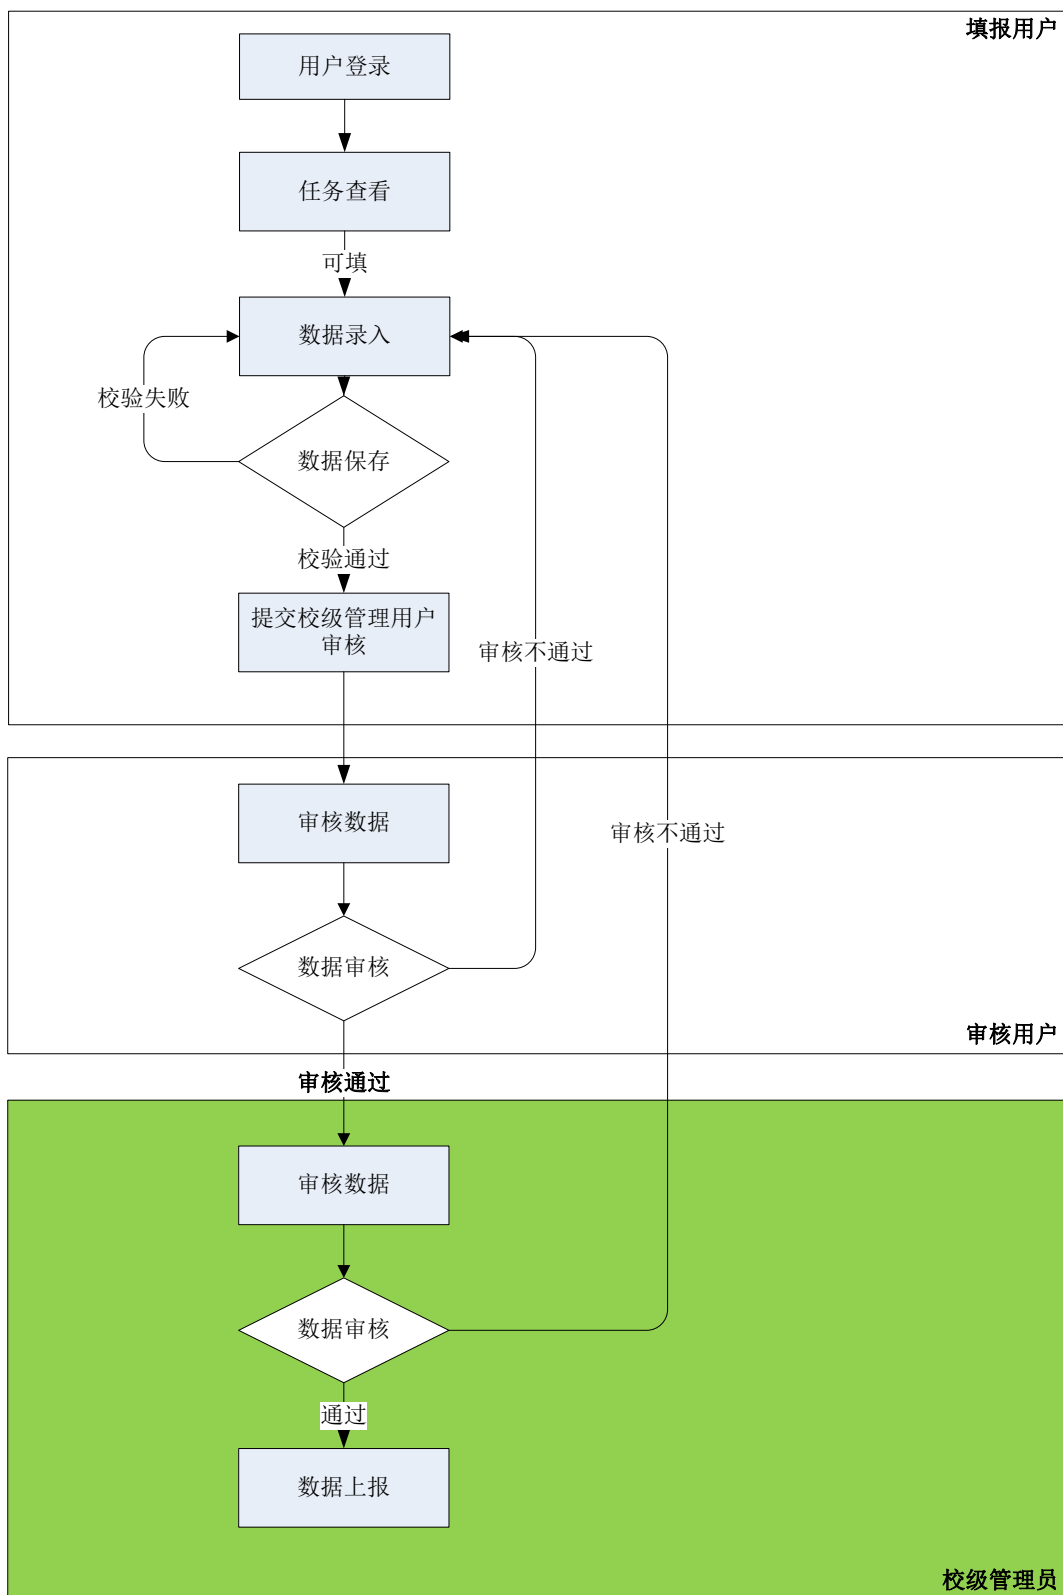 填报用户
用户登录
任务查看
可填
数据录入
校验失败
数据保存
校验通过
提交校级管理用户
审核
审核不通过
审核数据
审核不通过
数据审核
审核用户
审核通过
审核数据
数据审核
通过
数据上报
校级管理员